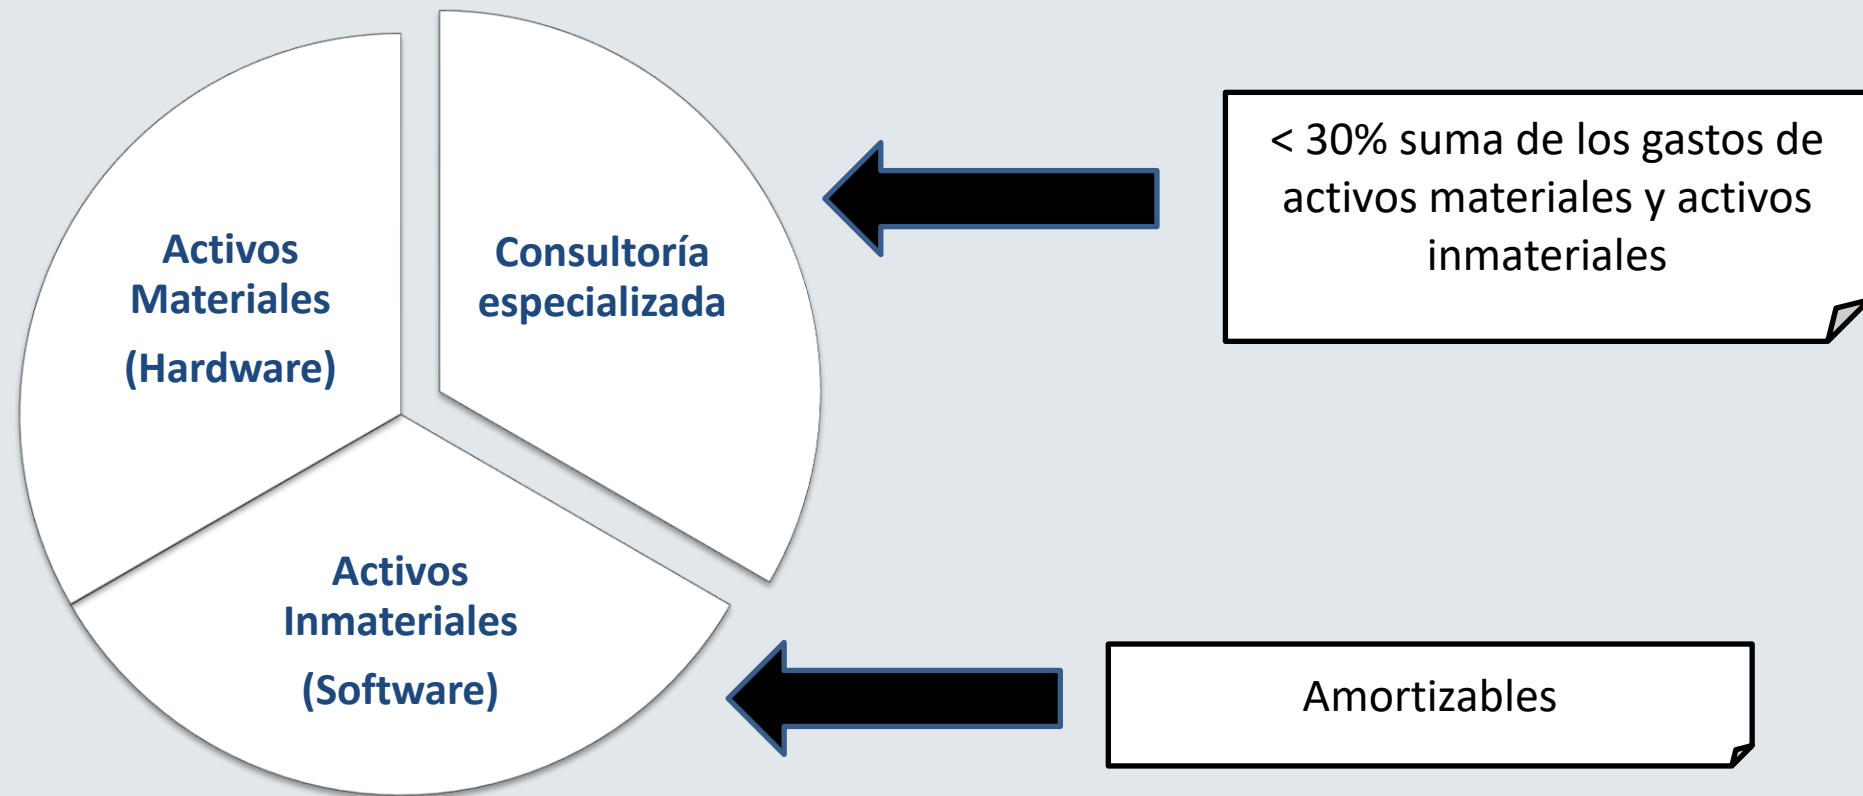 Activos
Materiales
(Hardware)
Consultoría
especializada
< 30% suma de los gastos de
activos materiales y activos
inmateriales
Activos
Inmateriales
(Software)
Amortizables